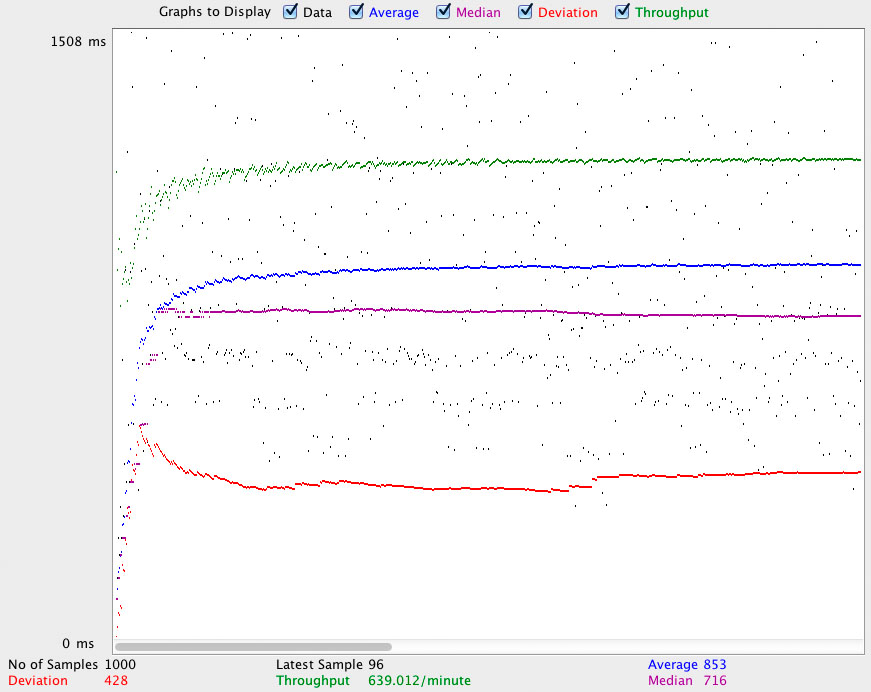 Graphs to Display Data Average Median Deviation Throughput
1508 ms
0 ms
No of Samples 1000 Latest Sample 96 Average 853
Deviation 428 Throughput 639.012/minute Median 716